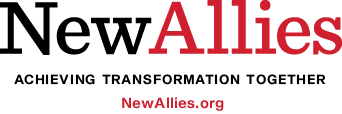 NewAllies
ACHIEVING TRANSFORMATION TOGETHER
NewAllies.org